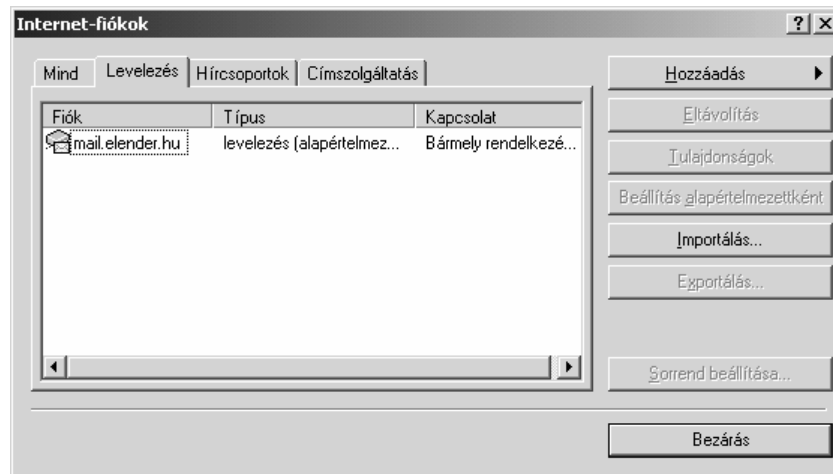 Internet-fiókok
Mind Levelezés Hírcsoportok Címszolgáltatás
Fiók Típus Kapcsolat
mail.elender.hu levelezés (alapértelmez... Bármely rendelkezé...
Hozzáadás
Eltávolítás
Tulajdonságok
Beállítás alapértelmezettként
Importálás...
Exportálás...
Sorrend beállítása...
Bezárás